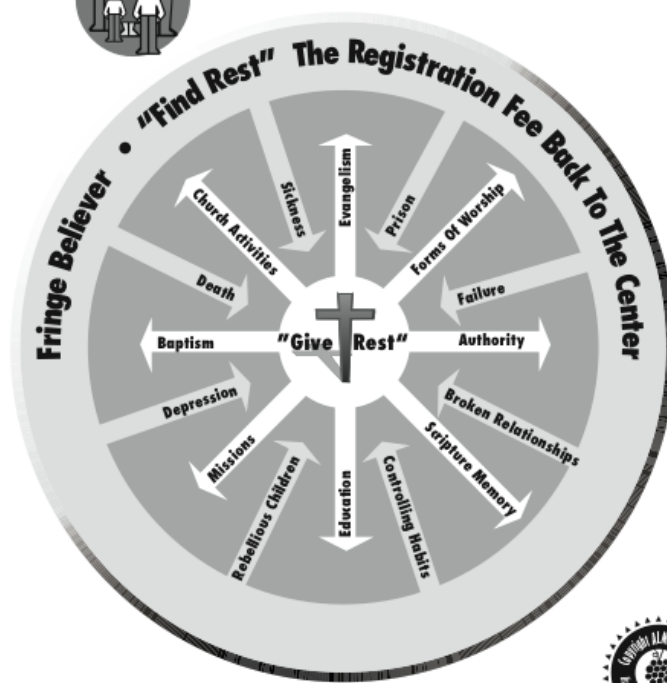 Fringe Believer • "Find Rest" The Registration Fee Back To The Center
Evangelism
Prison
Forms Of Worship
Failure
Authority
Broken Relationships
Scripture Memory
Controlling Habits
Education
Rebellious Children
Missions
Depression
Baptism
Death
Church Activities
Sickness
"Give Rest"
Copyright